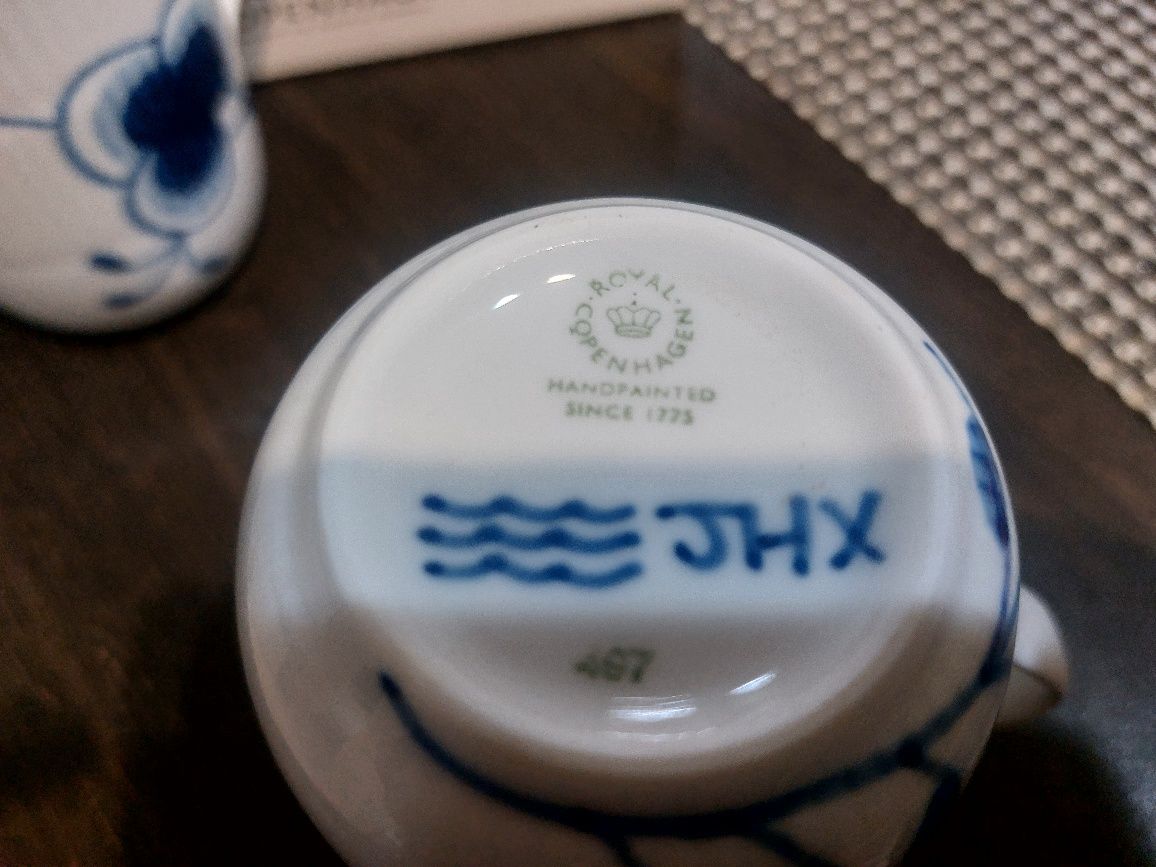 ROYAL
COPENHAGEN
HANDPAINTED
SINCE 1775
JHX
467